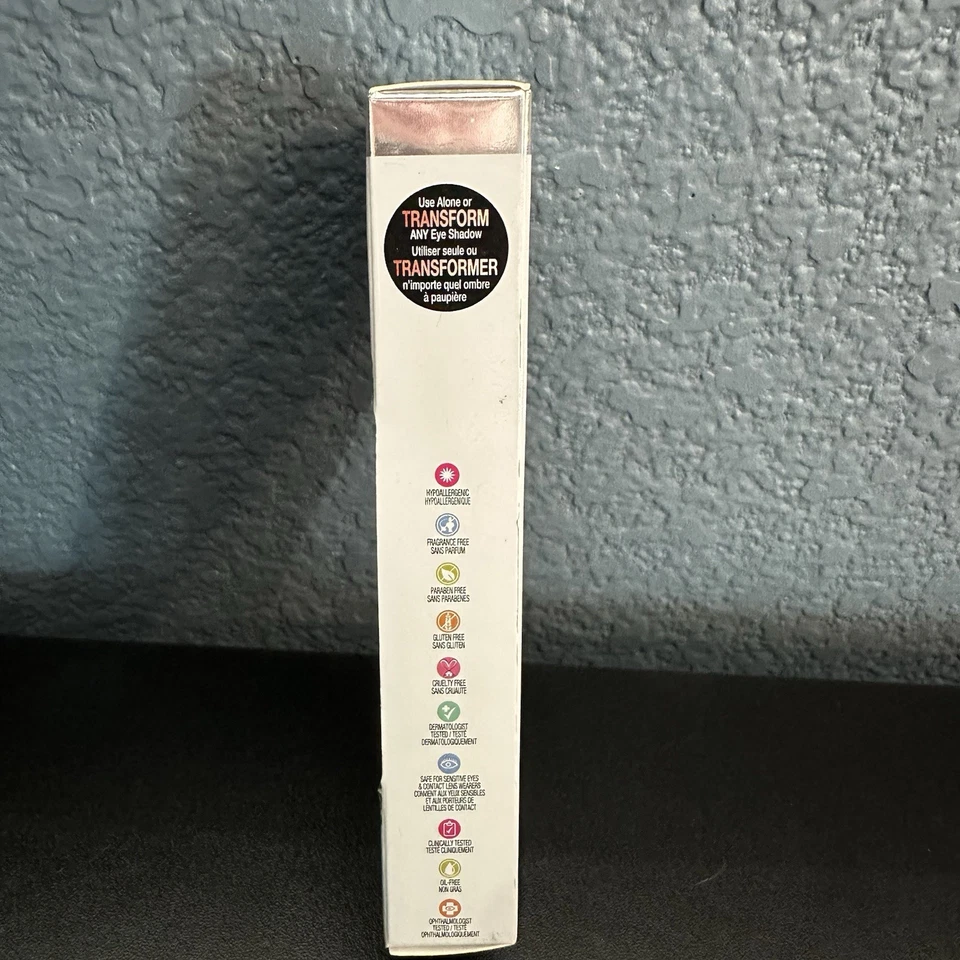 Use Alone or
TRANSFORM
ANY Eye Shadow
Utiliser seule ou
TRANSFORMER
n'importe quel ombre
à paupière
HYPOALLERGENIC
HYPOALLERGÉNIQUE
FRAGRANCE FREE
SANS PARFUM
PARABEN FREE
SANS PARABENES
GLUTEN FREE
SANS GLUTEN
CRUELTY FREE
SANS CRUAUTÉ
DERMATOLOGIST
TESTED / TESTÉ
DERMATOLOGIQUEMENT
SAFE FOR SENSITIVE EYES
& CONTACT LENS WEARERS
CONVIENT AUX YEUX SENSIBLES
ET AUX PORTEURS DE
LENTILLES DE CONTACT
CLINICALLY TESTED
TESTÉ CLINIQUEMENT
OIL-FREE
NON GRAS
OPHTHALMOLOGIST
TESTED / TESTÉ
OPHTALMOLOGIQUEMENT